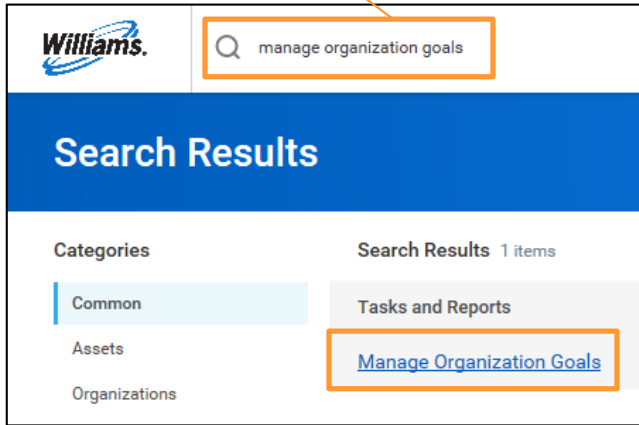 Williams.
manage organization goals
Search Results
Categories
Search Results 1 items
Common
Tasks and Reports
Assets
Manage Organization Goals
Organizations